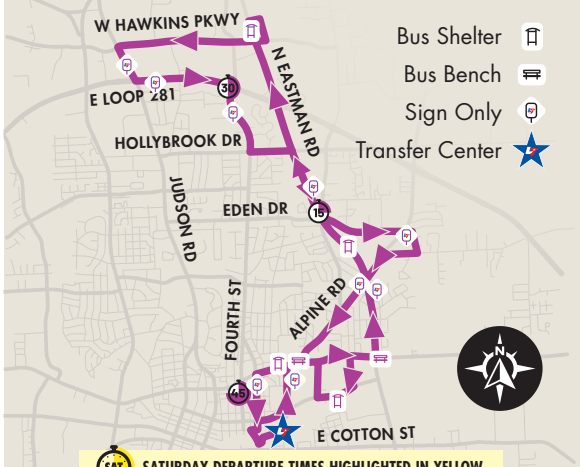 W HAWKINS PKWY
N EASTMAN RD
Bus Shelter
Bus Bench
Sign Only
Transfer Center
E LOOP 281
30
HOLLYBROOK DR
JUDSON RD
EDEN DR
15
FOURTH ST
ALPINE RD
N
45
E COTTON ST
SAT
SATURDAY DEPARTURE TIMES HIGHLIGHTED IN YELLOW